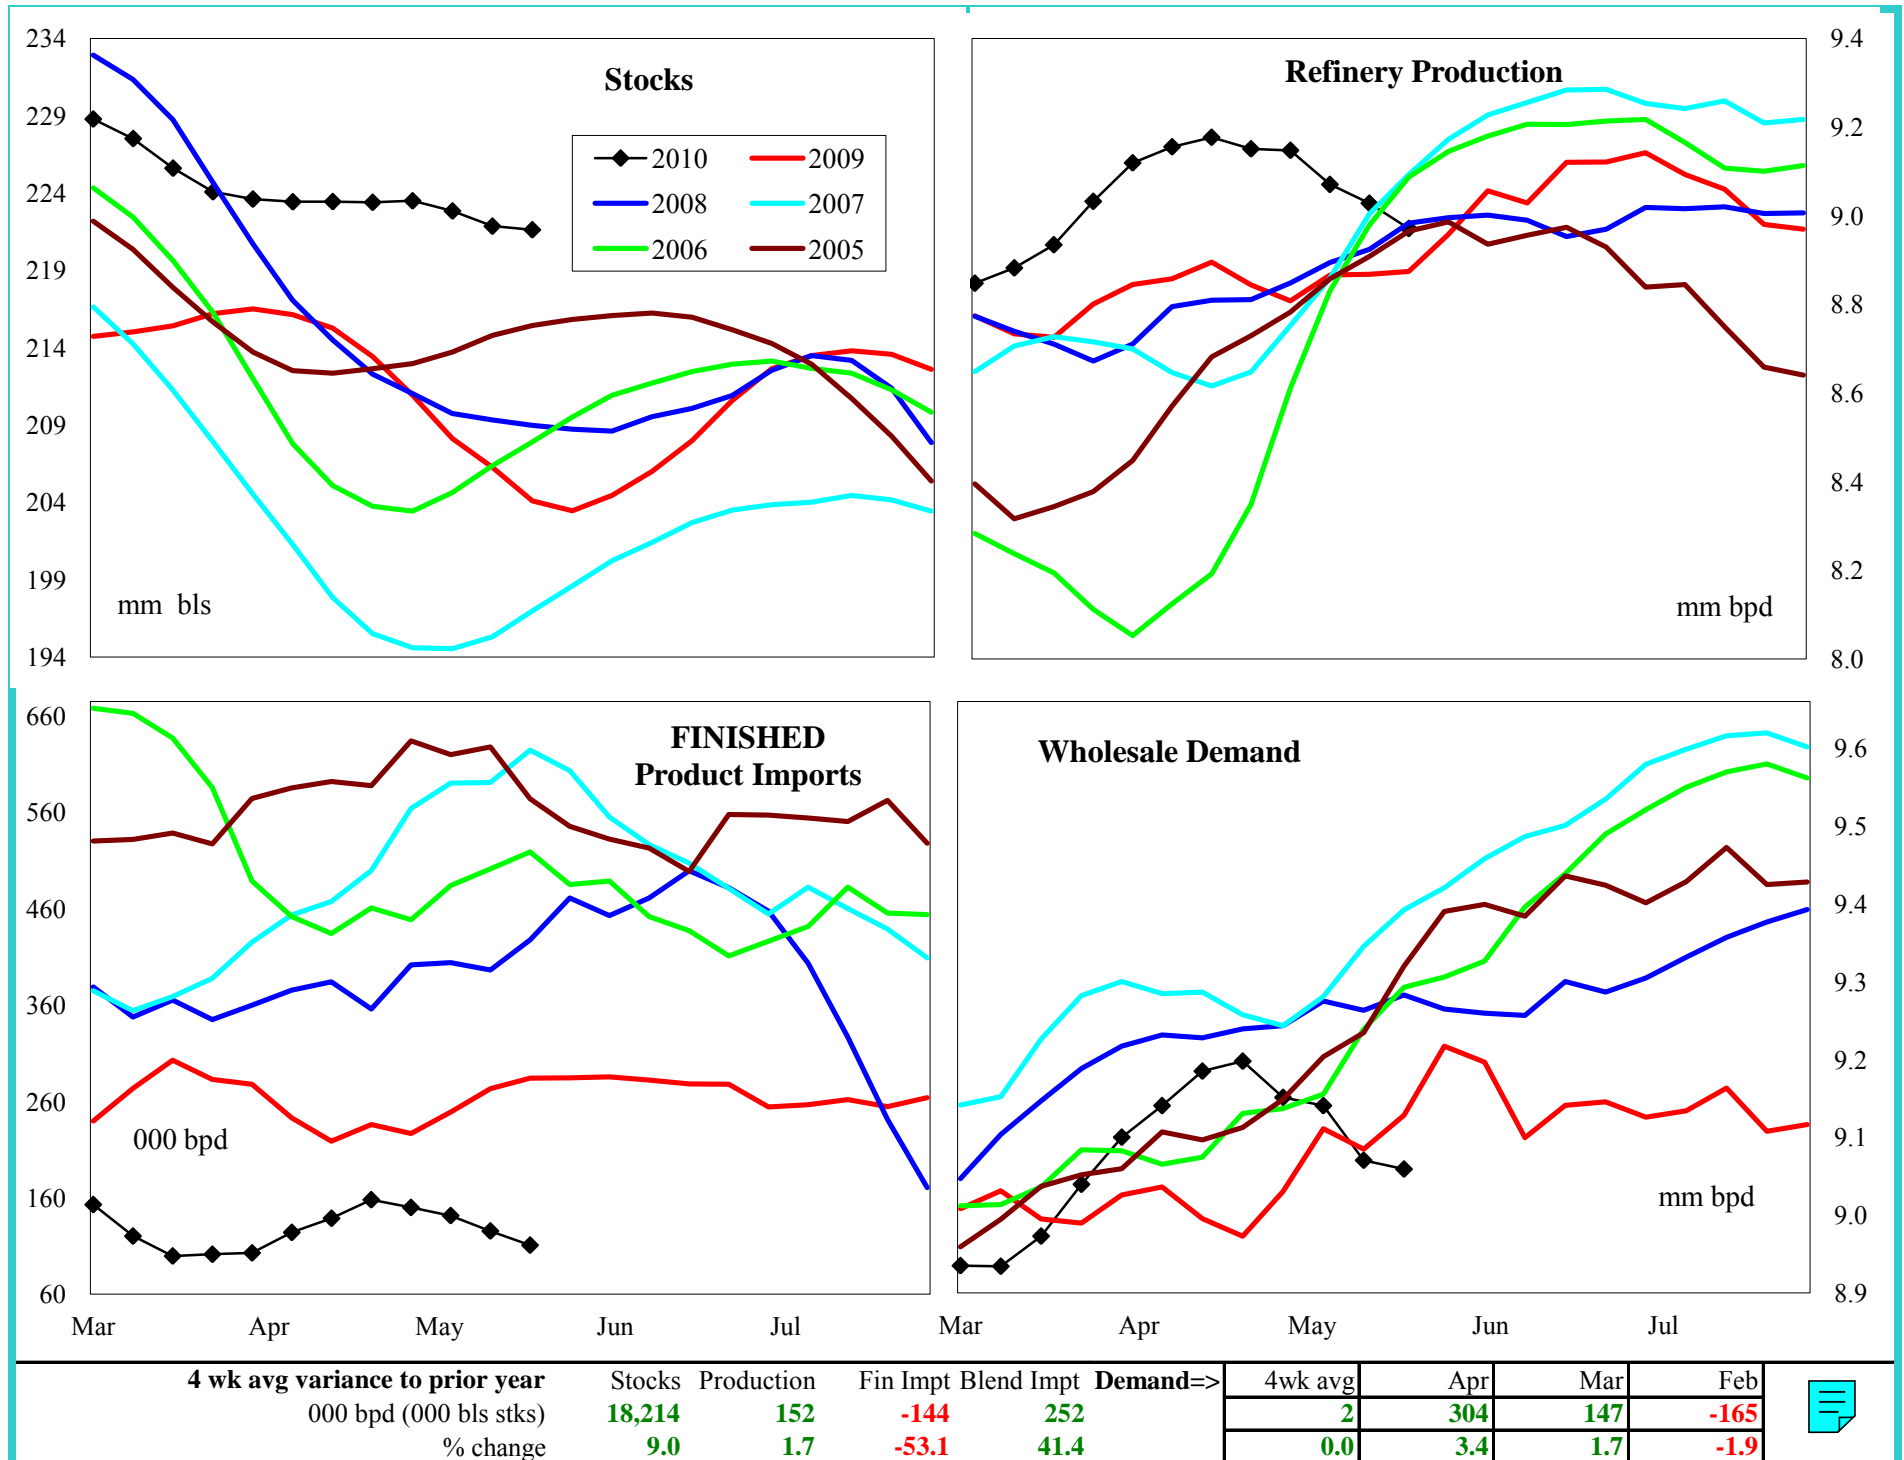 Stocks
234
229
224
219
214
209
204
199
194
2010 2009
2008 2007
2006 2005
mm bls
Refinery Production
9.4
9.2
9.0
8.8
8.6
8.4
8.2
8.0
mm bpd
FINISHED
Product Imports
660
560
460
360
260
160
60
000 bpd
Mar Apr May Jun Jul
Wholesale Demand
9.6
9.5
9.4
9.3
9.2
9.1
9.0
8.9
mm bpd
Mar Apr May Jun Jul
4 wk avg variance to prior year Stocks Production Fin Impt Blend Impt Demand=> 4wk avg Apr Mar Feb
000 bpd (000 bls stks) 18,214 152 -144 252 2 304 147 -165
% change 9.0 1.7 -53.1 41.4 0.0 3.4 1.7 -1.9